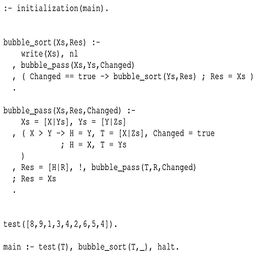 :- initialization(main).
bubble_sort(Xs,Res) :-
write(Xs), nl
, bubble_pass(Xs,Ys,Changed)
, ( Changed == true -> bubble_sort(Ys,Res) ; Res = Xs )
.
bubble_pass(Xs,Res,Changed) :-
Xs = [X|Ys], Ys = [Y|Zs]
, ( X > Y -> H = Y, T = [X|Zs], Changed = true
; H = X, T = Ys
)
, Res = [H|R], !, bubble_pass(T,R,Changed)
; Res = Xs
.
test([8,9,1,3,4,2,6,5,4]).
main :- test(T), bubble_sort(T,_), halt.